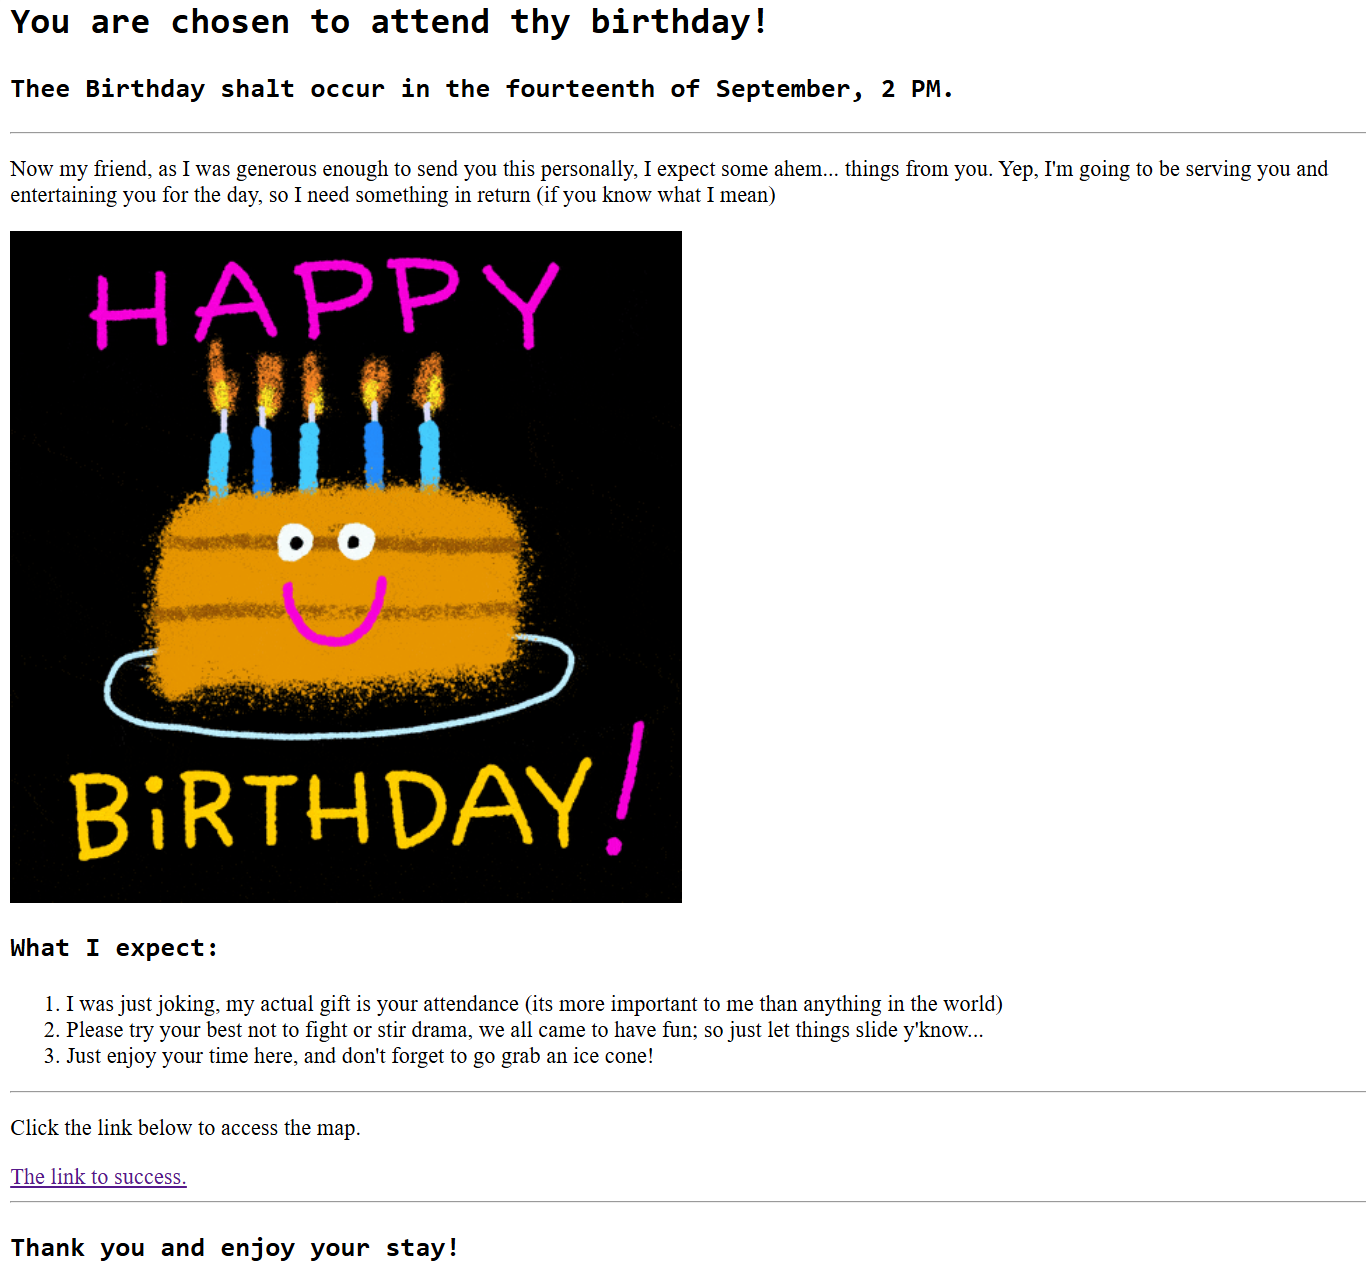 You are chosen to attend thy birthday!
Thee Birthday shalt occur in the fourteenth of September, 2 PM.
Now my friend, as I was generous enough to send you this personally, I expect some ahem... things from you. Yep, I'm going to be serving you and
entertaining you for the day, so I need something in return (if you know what I mean)
HAPPY
BiRTHDAY!
What I expect:
1. I was just joking, my actual gift is your attendance (its more important to me than anything in the world)
2. Please try your best not to fight or stir drama, we all came to have fun; so just let things slide y'know...
3. Just enjoy your time here, and don't forget to go grab an ice cone!
Click the link below to access the map.
The link to success.
Thank you and enjoy your stay!